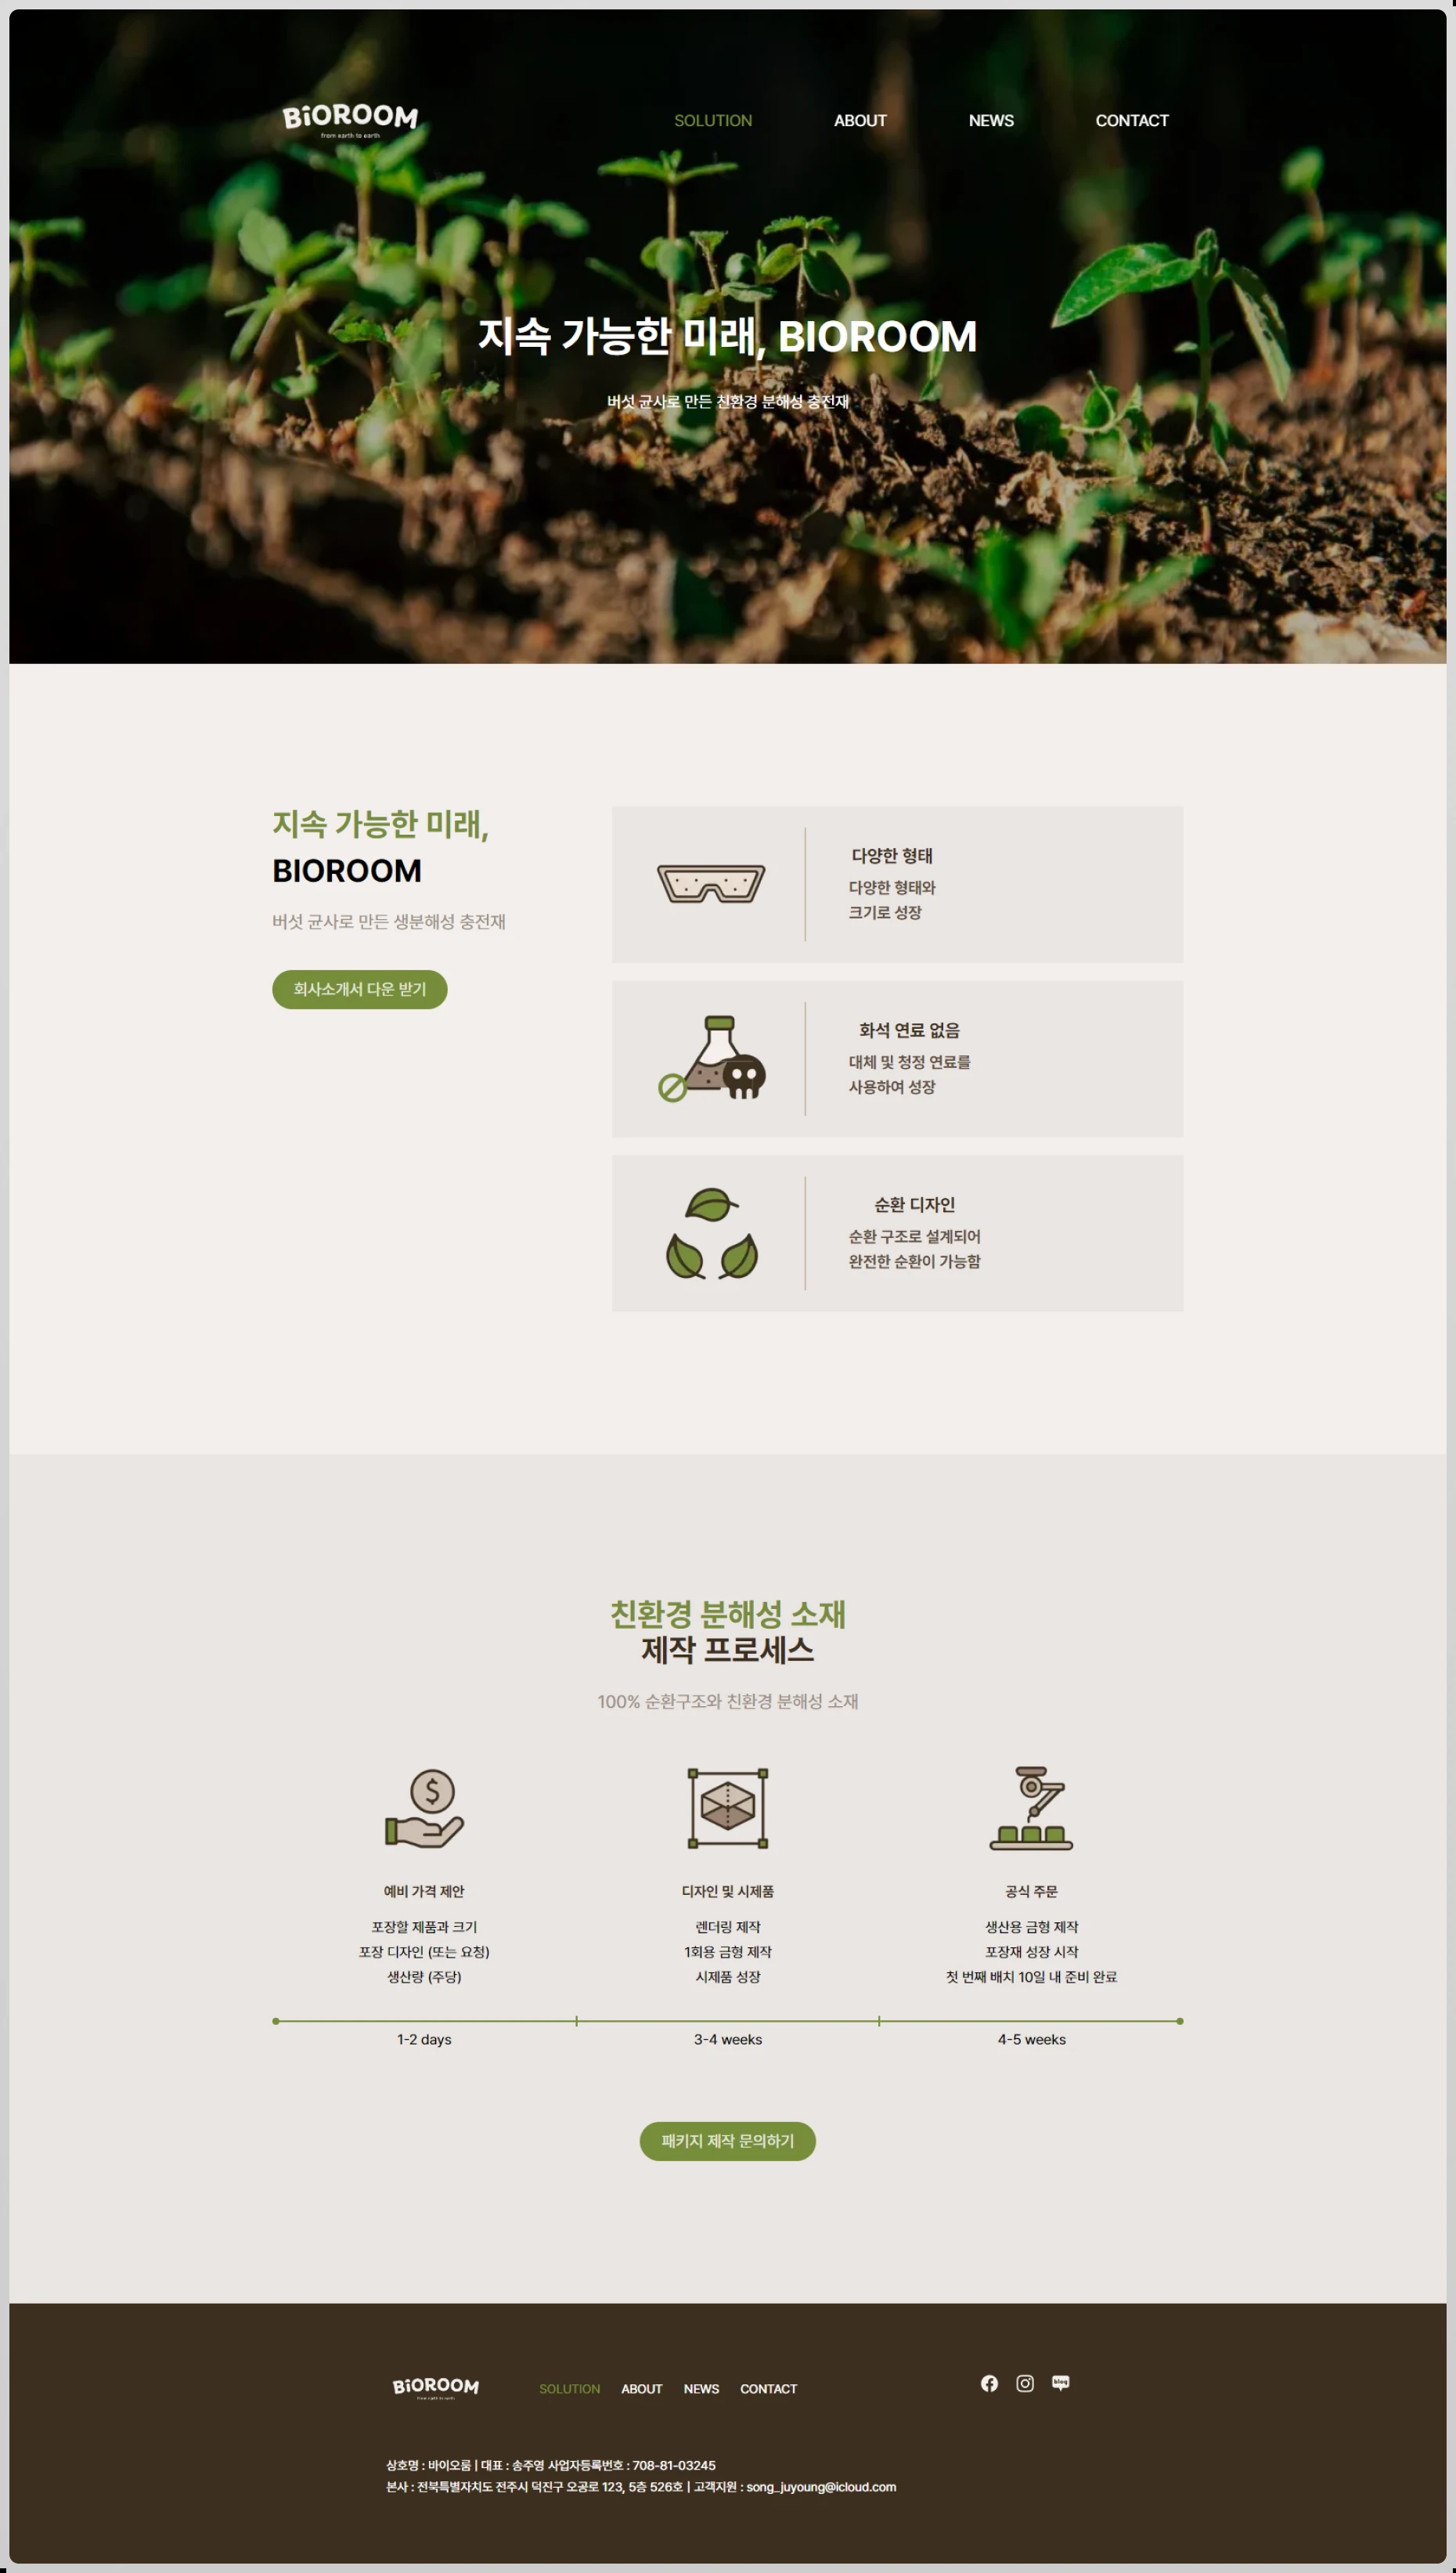 BiOROOM
from earth to earth
SOLUTION ABOUT NEWS CONTACT
지속 가능한 미래, BIOROOM
버섯 균사로 만든 친환경 분해성 충전재
지속 가능한 미래,
BIOROOM
버섯 균사로 만든 생분해성 충전재
회사소개서 다운 받기
다양한 형태
다양한 형태와
크기로 성장
화석 연료 없음
대체 및 청정 연료를
사용하여 성장
순환 디자인
순환 구조로 설계되어
완전한 순환이 가능함
친환경 분해성 소재
제작 프로세스
100% 순환구조와 친환경 분해성 소재
$
예비 가격 제안
포장할 제품과 크기
포장 디자인 (또는 요청)
생산량 (주당)
1-2 days
디자인 및 시제품
렌더링 제작
1회용 금형 제작
시제품 성장
3-4 weeks
공식 주문
생산용 금형 제작
포장재 성장 시작
첫 번째 배치 10일 내 준비 완료
4-5 weeks
패키지 제작 문의하기
BiOROOM
from earth to earth
SOLUTION ABOUT NEWS CONTACT
blog
상호명 : 바이오룸 | 대표 : 송주영 사업자등록번호 : 708-81-03245
본사 : 전북특별자치도 전주시 덕진구 오공로 123, 5층 526호 | 고객지원 : song_juyoung@icloud.com